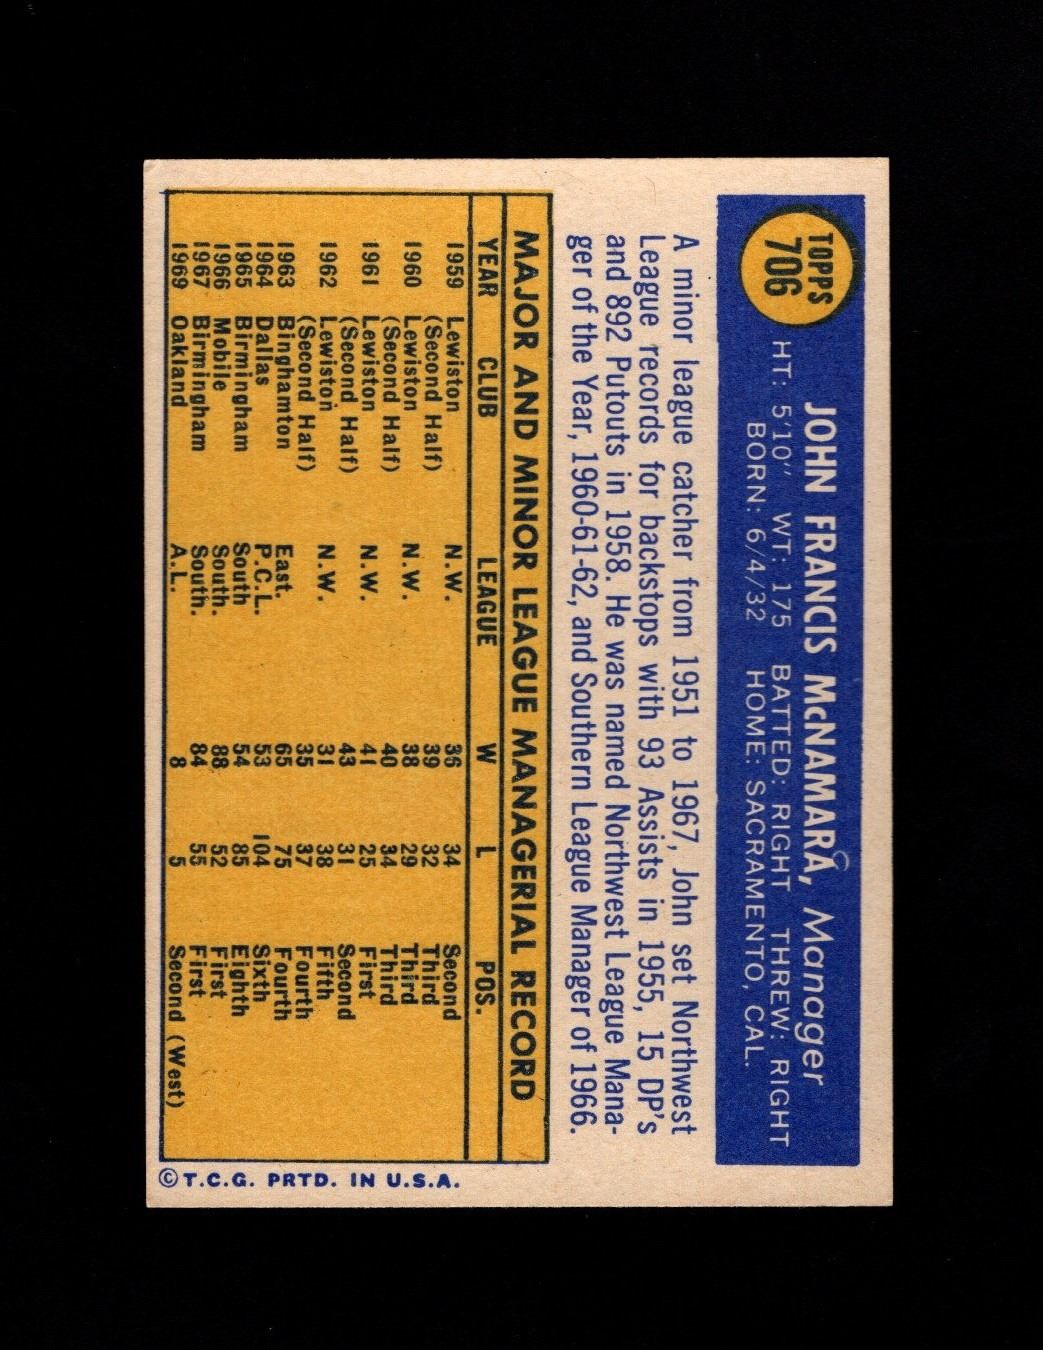 TOPPS
706
JOHN FRANCIS McNAMARA, Manager
HT: 5'10" WT: 175 BATTED: RIGHT THREW: RIGHT
BORN: 6/4/32 HOME: SACRAMENTO, CAL.
A minor league catcher from 1951 to 1967, John set Northwest
League records for backstops with 93 Assists in 1955, 15 DP's
and 892 Putouts in 1958. He was named Northwest League Mana-
ger of the Year, 1960-61-62, and Southern League Manager of 1966.
MAJOR AND MINOR LEAGUE MANAGERIAL RECORD
YEAR CLUB LEAGUE W L POS.
1959 Lewiston N.W. 36 34 Second
(Second Half) 39 32 Third
1960 Lewiston N.W. 38 29 Third
(Second Half) 40 34 Third
1961 Lewiston N.W. 41 25 First
(Second Half) 43 31 Second
1962 Lewiston N.W. 31 38 Fifth
(Second Half) 35 37 Fourth
1963 Binghamton East. 65 75 Fourth
1964 Dallas P.C.L. 53 104 Sixth
1965 Birmingham South 54 85 Eighth
1966 Mobile South. 88 52 First
1967 Birmingham South. 84 55 First
1969 Oakland A.L. 8 5 Second (West)
© T.C.G. PRTD. IN U.S.A.